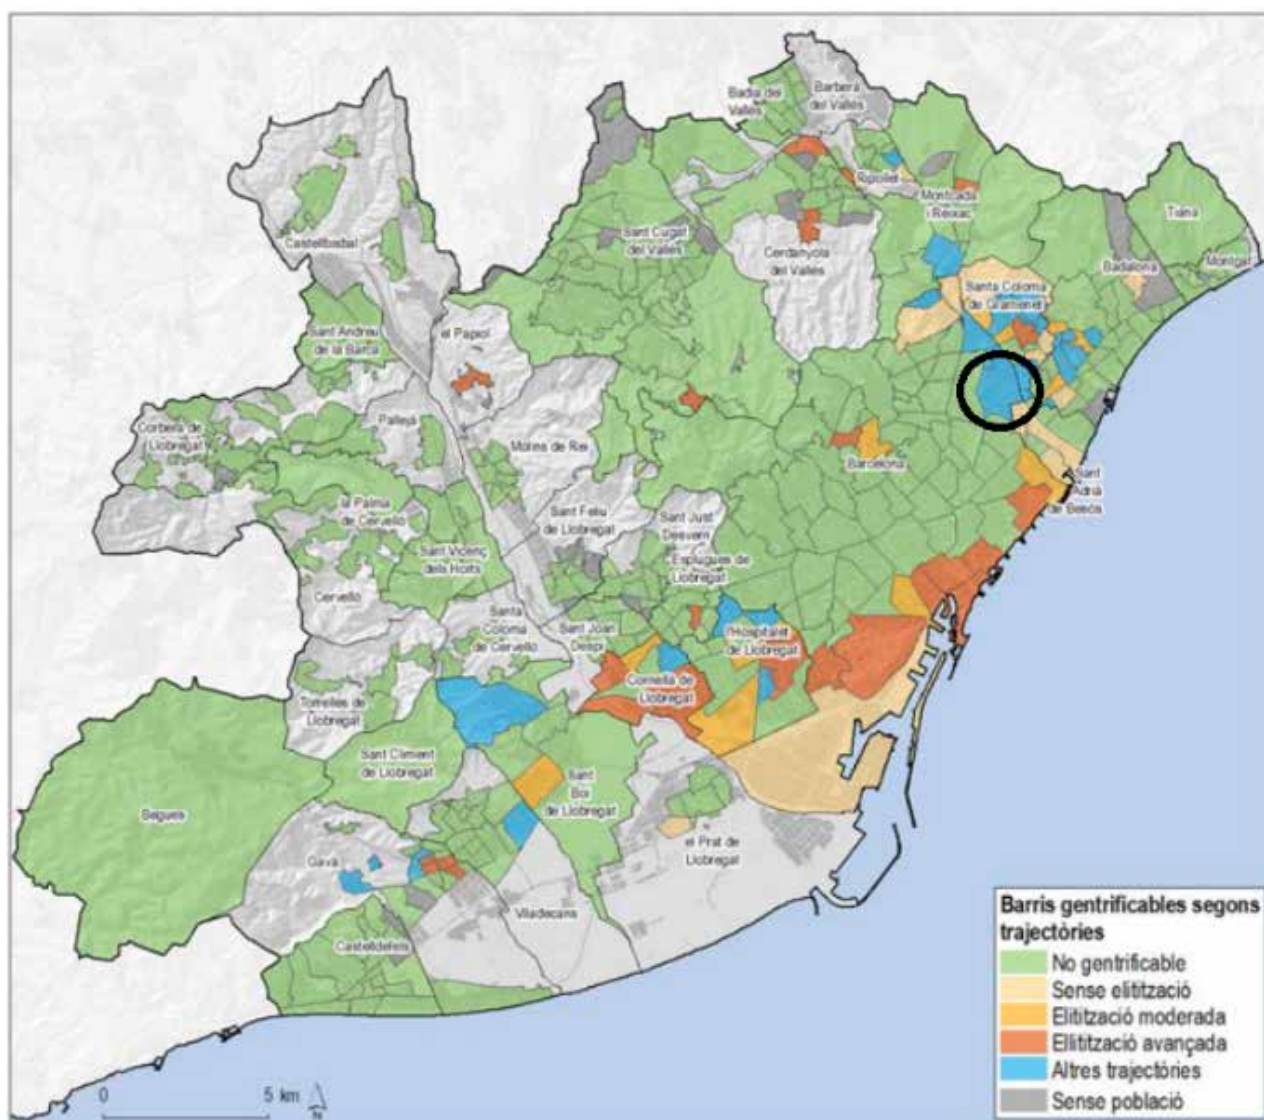 Badia del
Vallès
Barberà
del Vallès
Ripollet
Montcada
i Reixac
Tiana
Montgat
Badalona
Castellbisbal
Sant Cugat
del Vallès
Cerdanyola
del Vallès
Santa Coloma
de Gramenet
Sant Andreu
de la Barca
el Papiol
Pallejà
Corbera de
Llobregat
Molins de Rei
Barcelona
Sant
Adrià
de Besòs
la Palma
de Cervelló
Sant Feliu
de Llobregat
Sant Just
Desvern
Sant Vicenç
dels Horts
Esplugues de
Llobregat
Cervelló
Santa
Coloma
de Cervelló
Sant Joan
Despí
l'Hospitalet
de Llobregat
Cornellà de
Llobregat
Torrelles de
Llobregat
Sant Climent
de Llobregat
Sant
Boi
de Llobregat
Begues
el Prat de
Llobregat
Gavà
Viladecans
Castelldefels
Barris gentrificables segons
trajectòries
No gentrificable
Sense elitització
Elitització moderada
Ellitització avançada
Altres trajectòries
Sense població
0 5 km
N